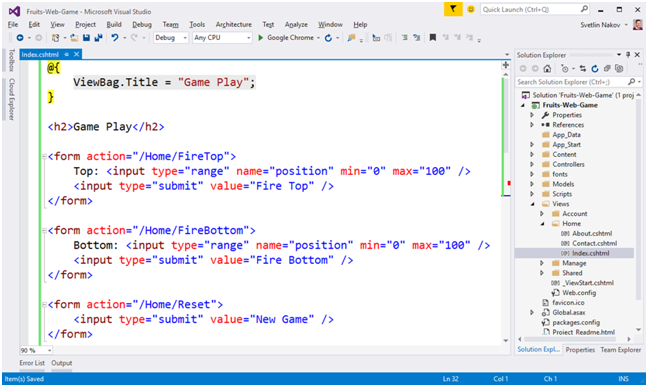 Fruits-Web-Game - Microsoft Visual Studio
Quick Launch (Ctrl+Q)
File Edit View Project Build Debug Team Tools Architecture Test Analyze Window Help
Svetlin Nakov
Debug Any CPU Google Chrome
Toolbox
Cloud Explorer
Index.cshtml
@{
ViewBag.Title = "Game Play";
}
<h2>Game Play</h2>
<form action="/Home/FireTop">
Top: <input type="range" name="position" min="0" max="100" />
<input type="submit" value="Fire Top" />
</form>
<form action="/Home/FireBottom">
Bottom: <input type="range" name="position" min="0" max="100" />
<input type="submit" value="Fire Bottom" />
</form>
<form action="/Home/Reset">
<input type="submit" value="New Game" />
</form>
90 %
Error List Output
Solution Explorer
Search Solution Explorer (Ctrl+;)
Solution 'Fruits-Web-Game' (1 proj
Fruits-Web-Game
Properties
References
App_Data
App_Start
Content
Controllers
fonts
Models
Scripts
Views
Account
Home
About.cshtml
Contact.cshtml
Index.cshtml
Manage
Shared
_ViewStart.cshtml
Web.config
favicon.ico
Global.asax
packages.config
Project_Readme.html
Solution Expl... Properties Team Explorer
Item(s) Saved Ln 32 Col 1 Ch 1 INS